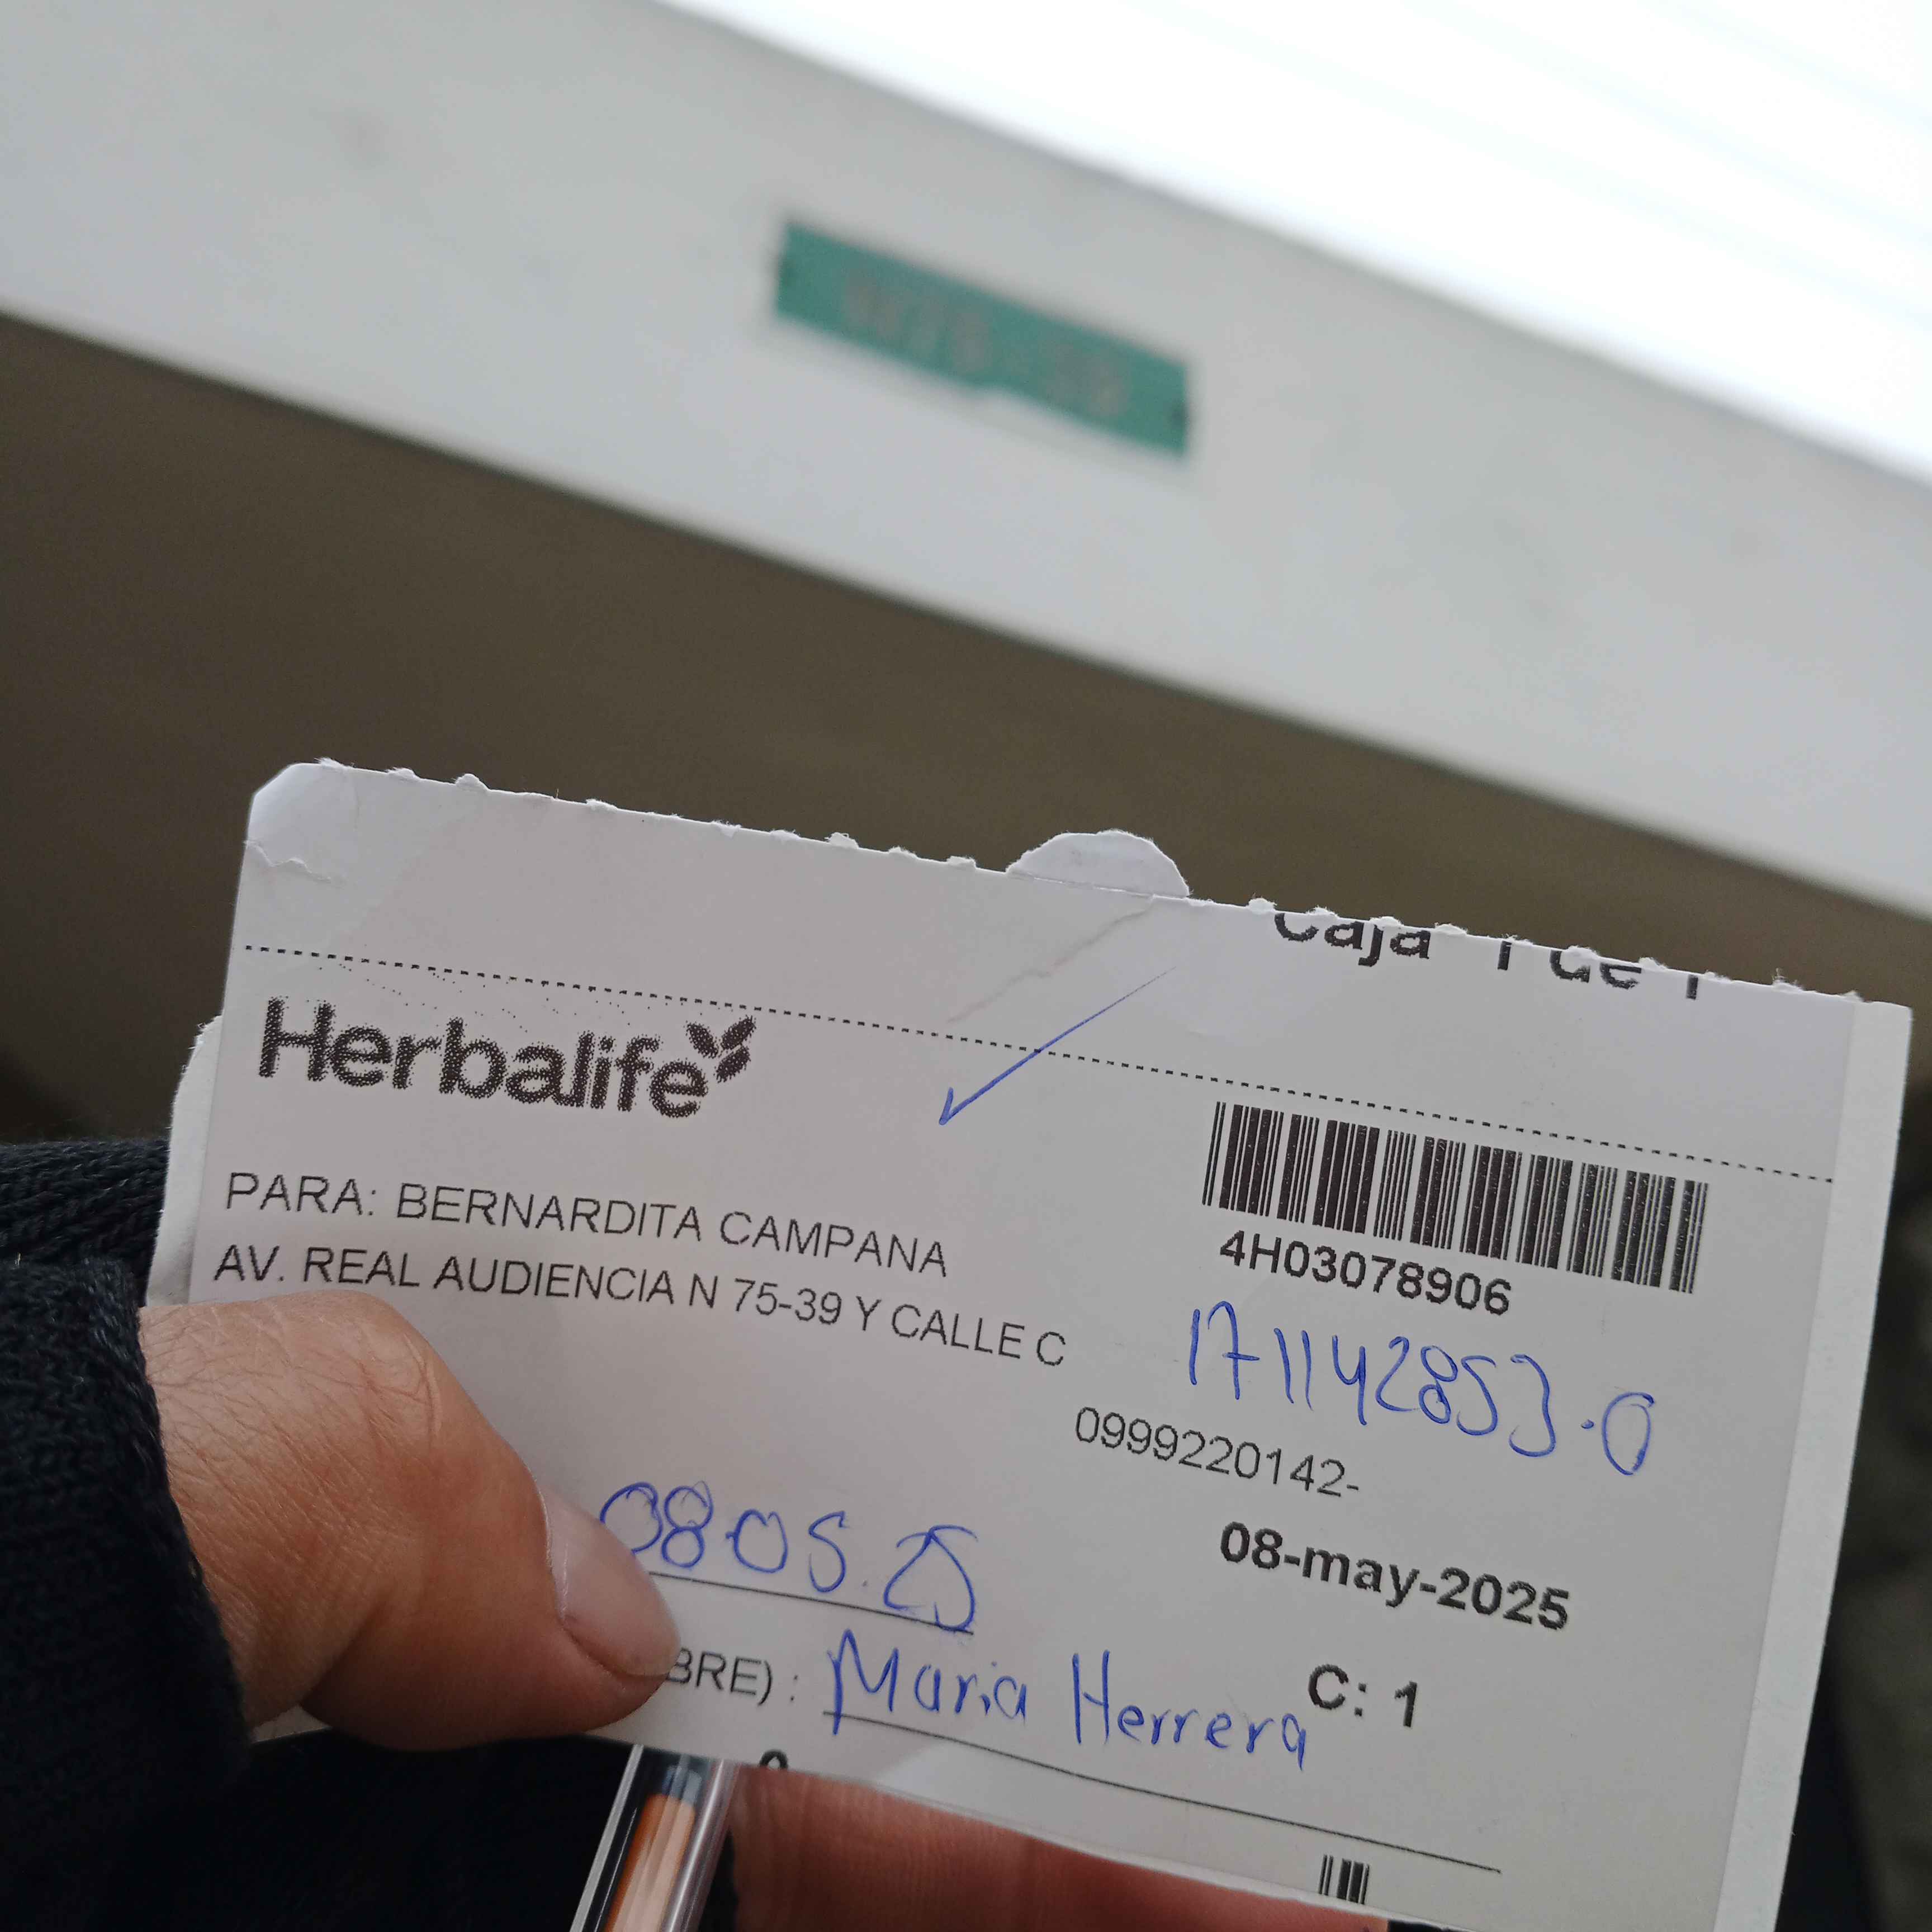 Caja 1 de 1
Herbalife
PARA: BERNARDITA CAMPANA
AV. REAL AUDIENCIA N 75-39 Y CALLE C
4H03078906
171142853-0
0999220142-
08-may-2025
08.05.25
BRE) : Maria Herrera
C: 1